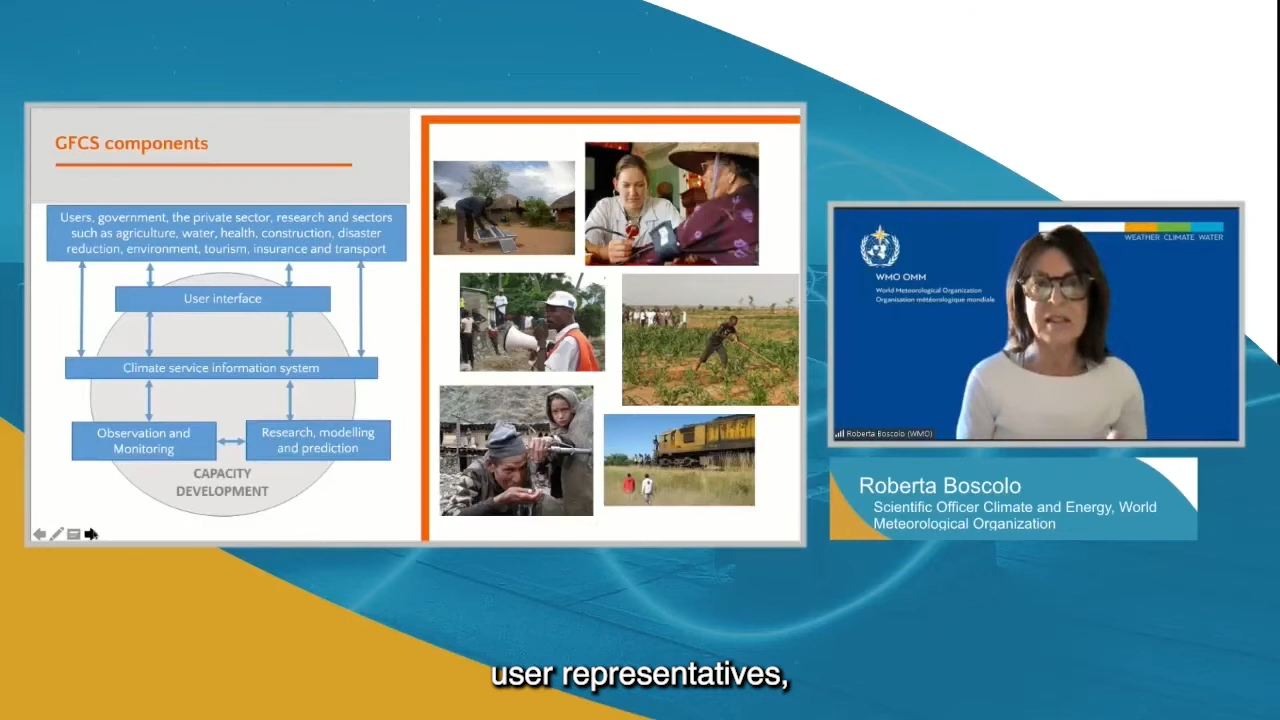 GFCS components
Users, government, the private sector, research and sectors
such as agriculture, water, health, construction, disaster
reduction, environment, tourism, insurance and transport
User interface
Climate service information system
Observation and
Monitoring
Research, modelling
and prediction
CAPACITY
DEVELOPMENT
WEATHER CLIMATE WATER
WMO OMM
World Meteorological Organization
Organisation météorologique mondiale
Roberta Boscolo (WMO)
Roberta Boscolo
Scientific Officer Climate and Energy, World
Meteorological Organization
user representatives,